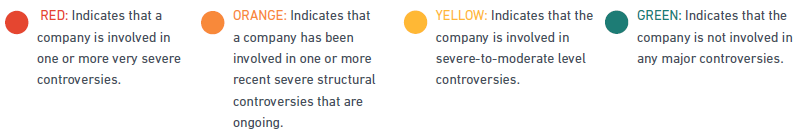 RED: Indicates that a
company is involved in
one or more very severe
controversies.
ORANGE: Indicates that
a company has been
involved in one or more
recent severe structural
controversies that are
ongoing.
YELLOW: Indicates that the
company is involved in
severe-to-moderate level
controversies.
GREEN: Indicates that the
company is not involved in
any major controversies.